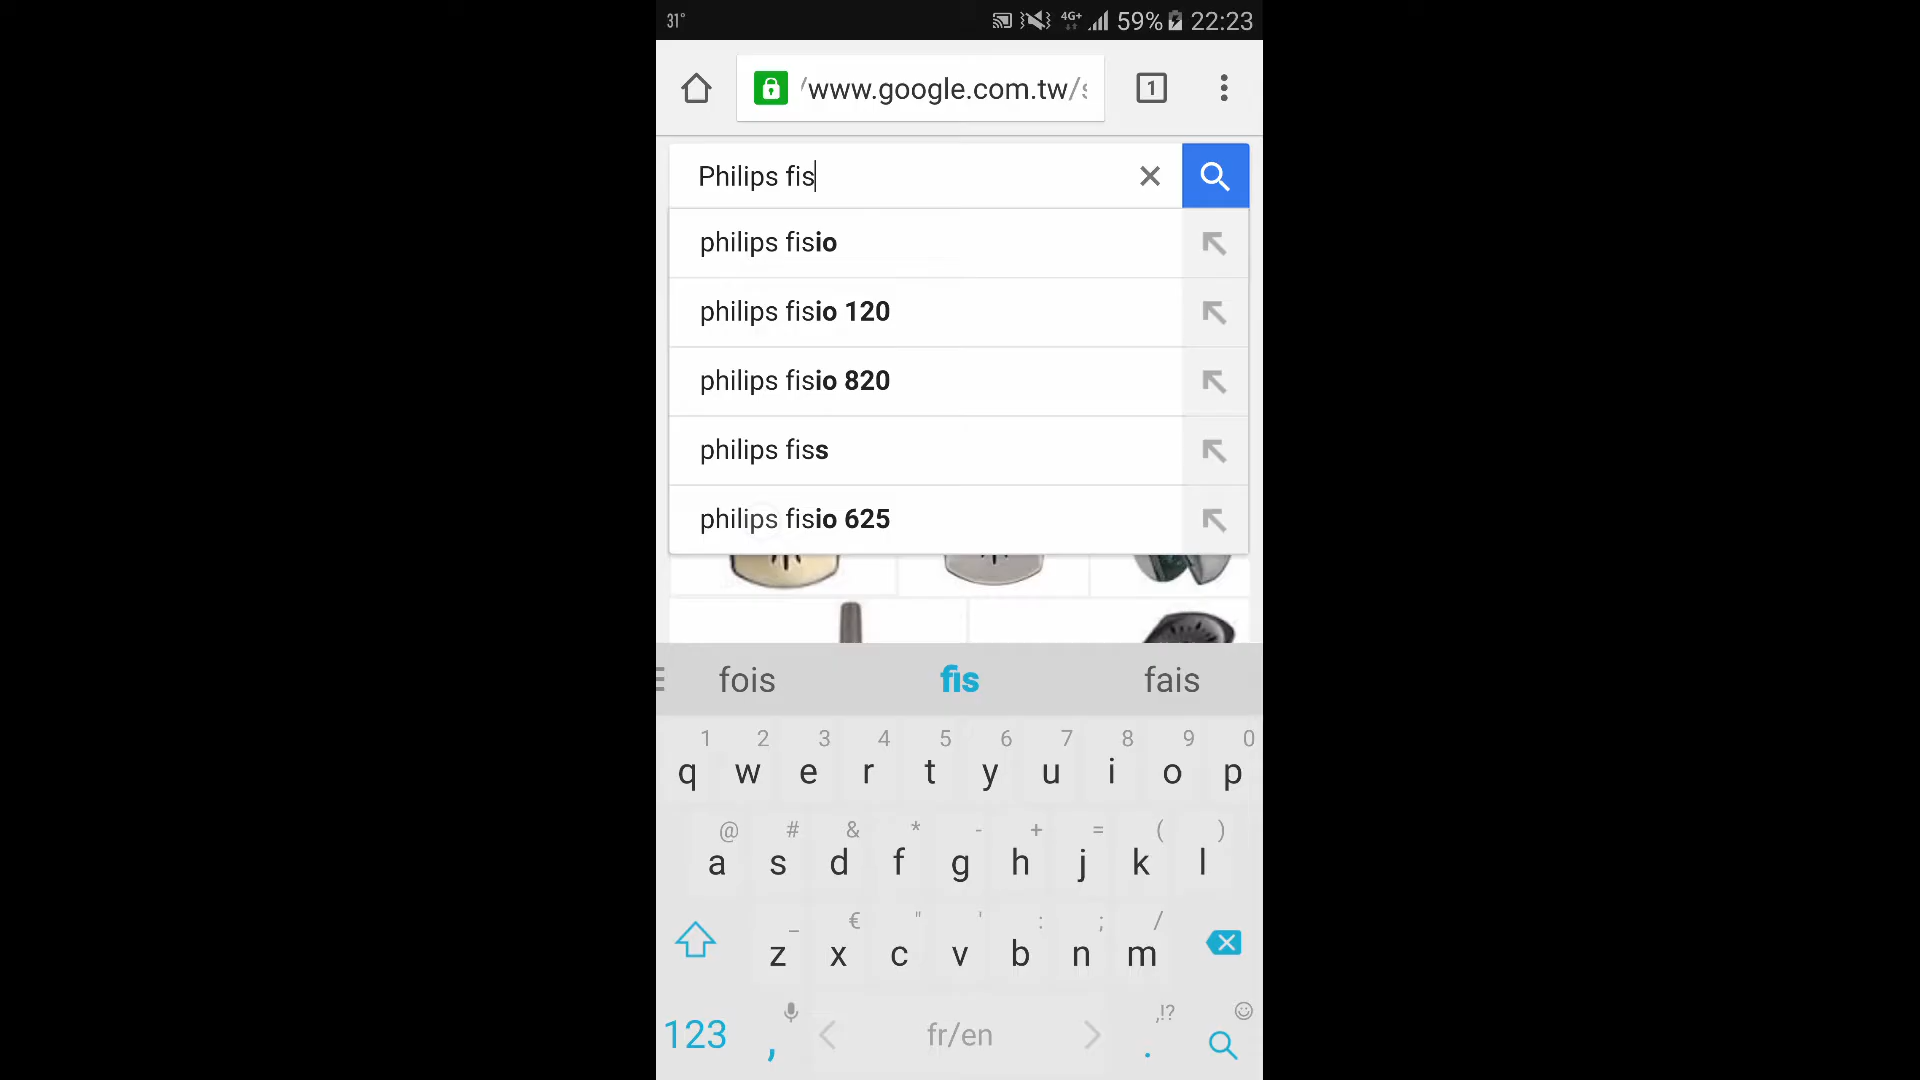 31° 4G+ 59% 22:23
/www.google.com.tw/s
1
Philips fis
philips fisio
philips fisio 120
philips fisio 820
philips fiss
philips fisio 625
fois fis fais
1 2 3 4 5 6 7 8 9 0
q w e r t y u i o p
@ # & * - + = ( )
a s d f g h j k l
_ € " ' : ; /
z x c v b n m
,!?
123 , fr/en .